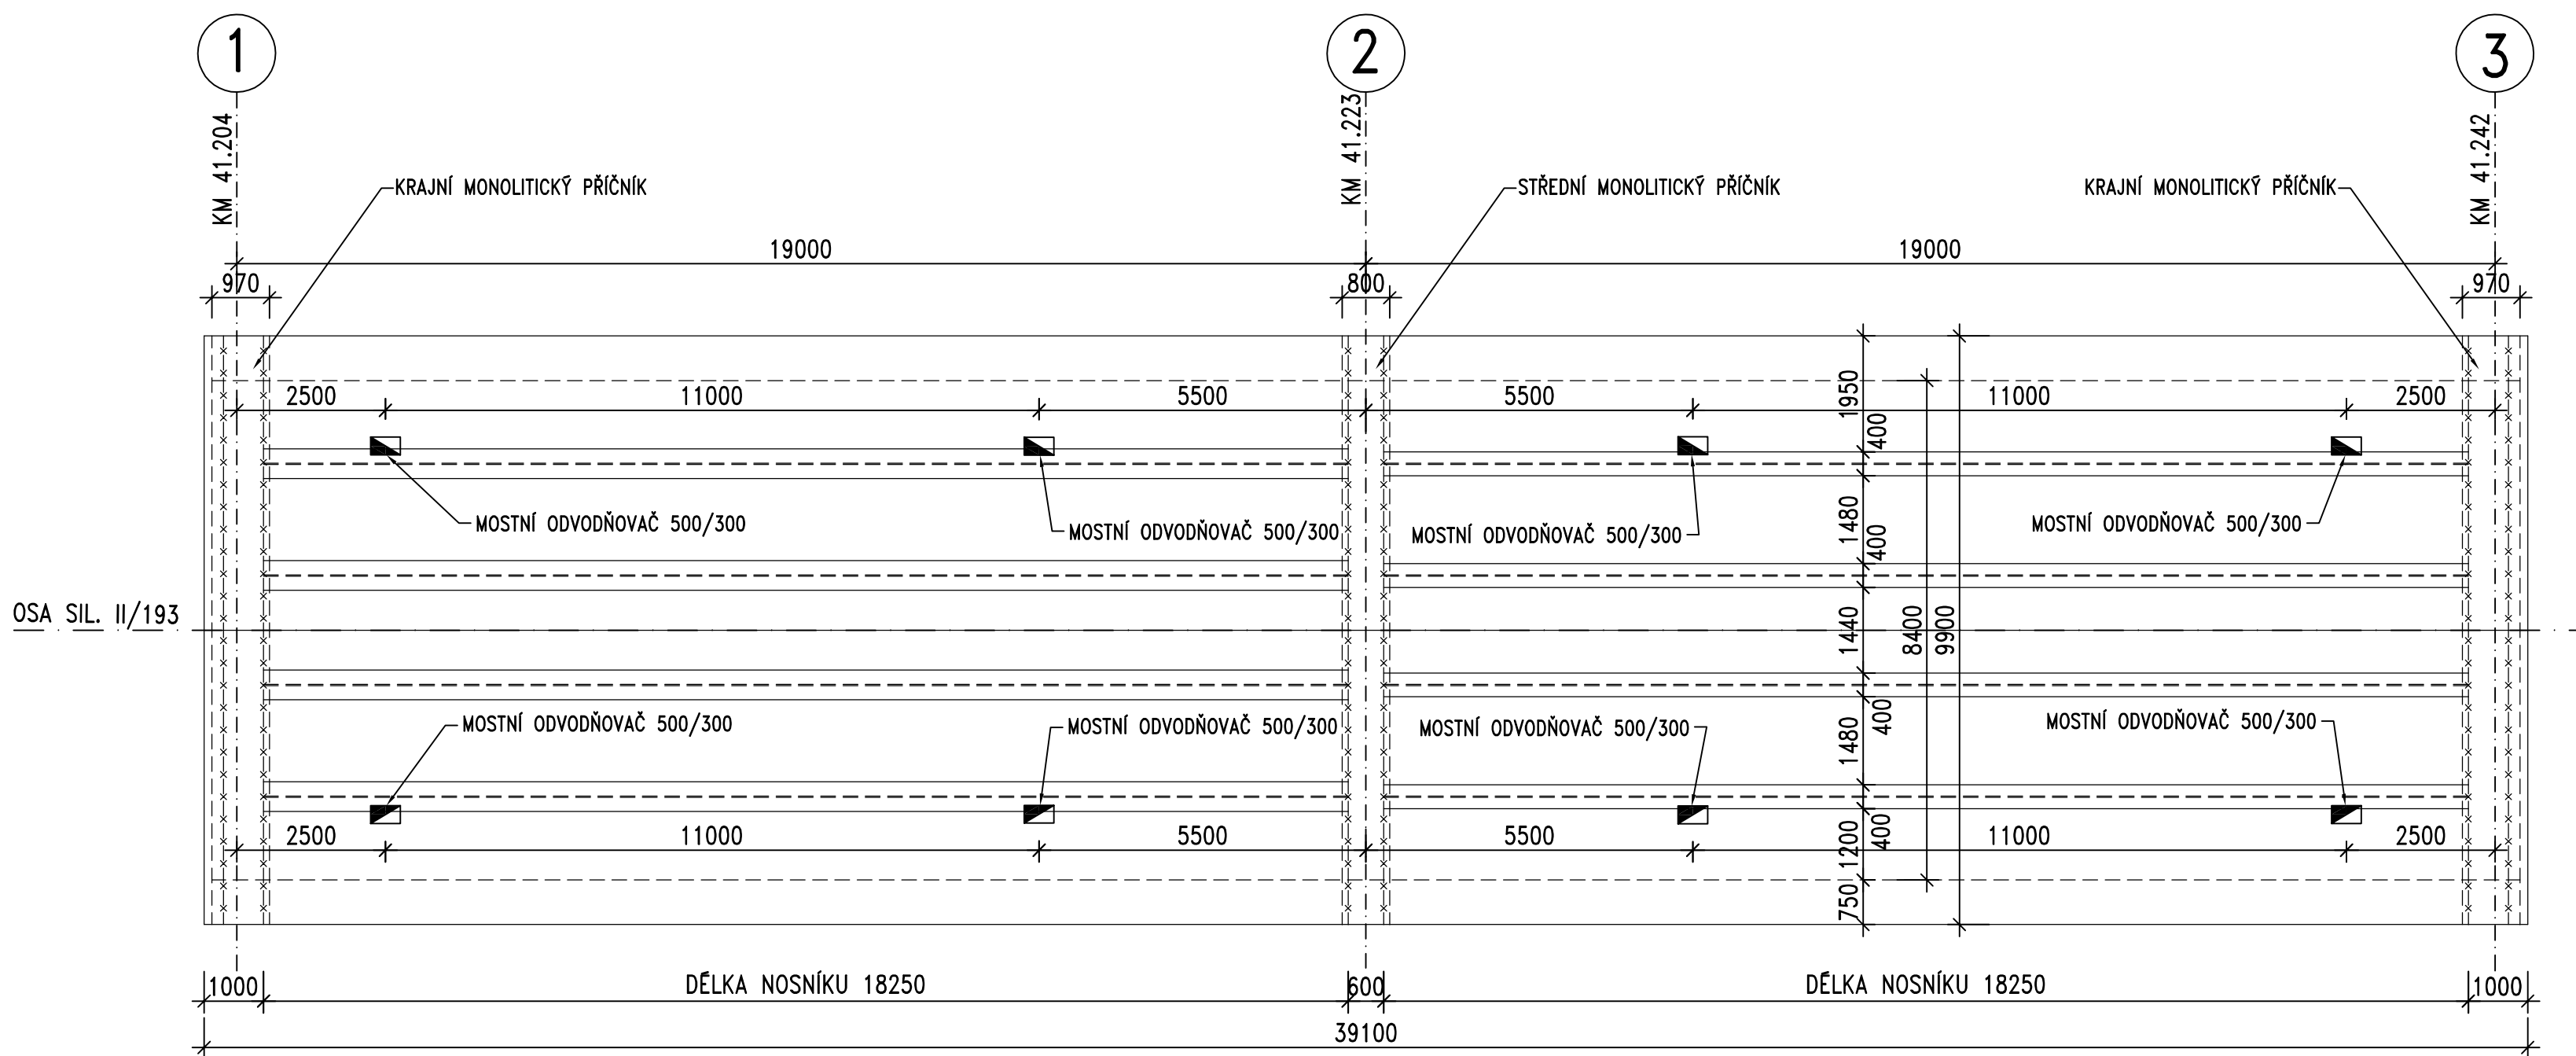 1
2
3
KM 41.204
KM 41.223
KM 41.242
KRAJNÍ MONOLITICKÝ PŘÍČNÍK
STŘEDNÍ MONOLITICKÝ PŘÍČNÍK
KRAJNÍ MONOLITICKÝ PŘÍČNÍK
19000
19000
970
800
970
2500
11000
5500
5500
11000
2500
1950
400
MOSTNÍ ODVODŇOVAČ 500/300
MOSTNÍ ODVODŇOVAČ 500/300
MOSTNÍ ODVODŇOVAČ 500/300
MOSTNÍ ODVODŇOVAČ 500/300
1480
400
OSA SIL. II/193
1440
8400
9900
MOSTNÍ ODVODŇOVAČ 500/300
MOSTNÍ ODVODŇOVAČ 500/300
MOSTNÍ ODVODŇOVAČ 500/300
MOSTNÍ ODVODŇOVAČ 500/300
400
1480
2500
11000
5500
5500
1200
400
11000
2500
750
1000
DÉLKA NOSNÍKU 18250
600
DÉLKA NOSNÍKU 18250
1000
39100